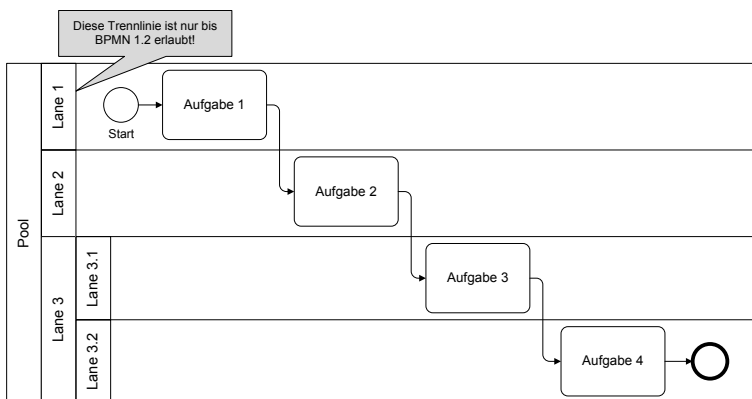 Diese Trennlinie ist nur bis
BPMN 1.2 erlaubt!
Pool
Lane 1
Start
Aufgabe 1
Lane 2
Aufgabe 2
Lane 3
Lane 3.1
Aufgabe 3
Lane 3.2
Aufgabe 4